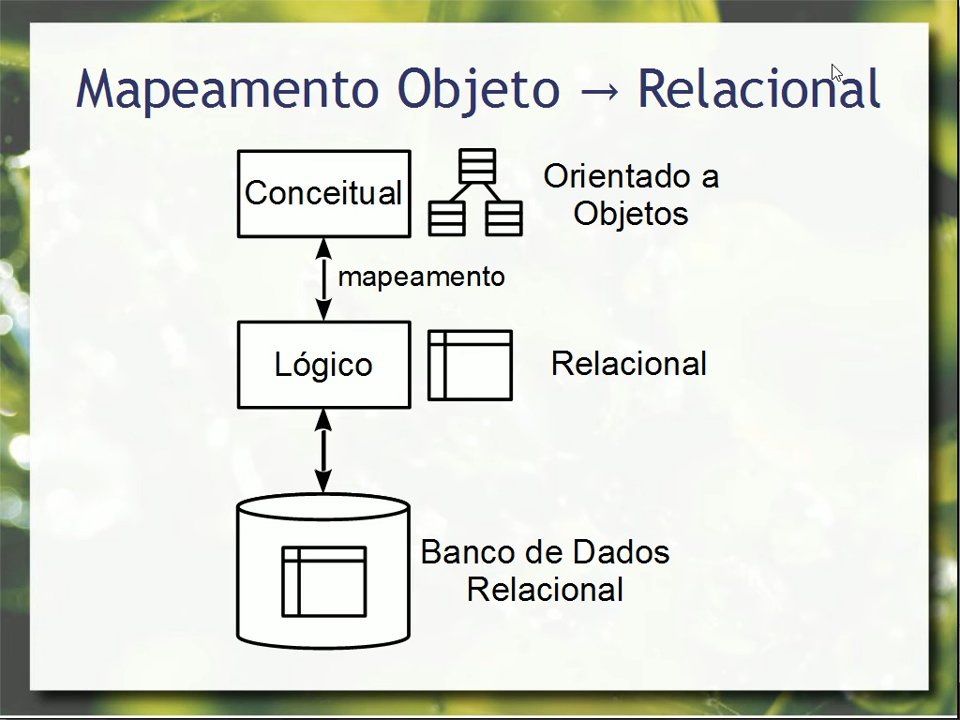 Mapeamento Objeto → Relacional
Conceitual
Orientado a
Objetos
mapeamento
Lógico
Relacional
Banco de Dados
Relacional